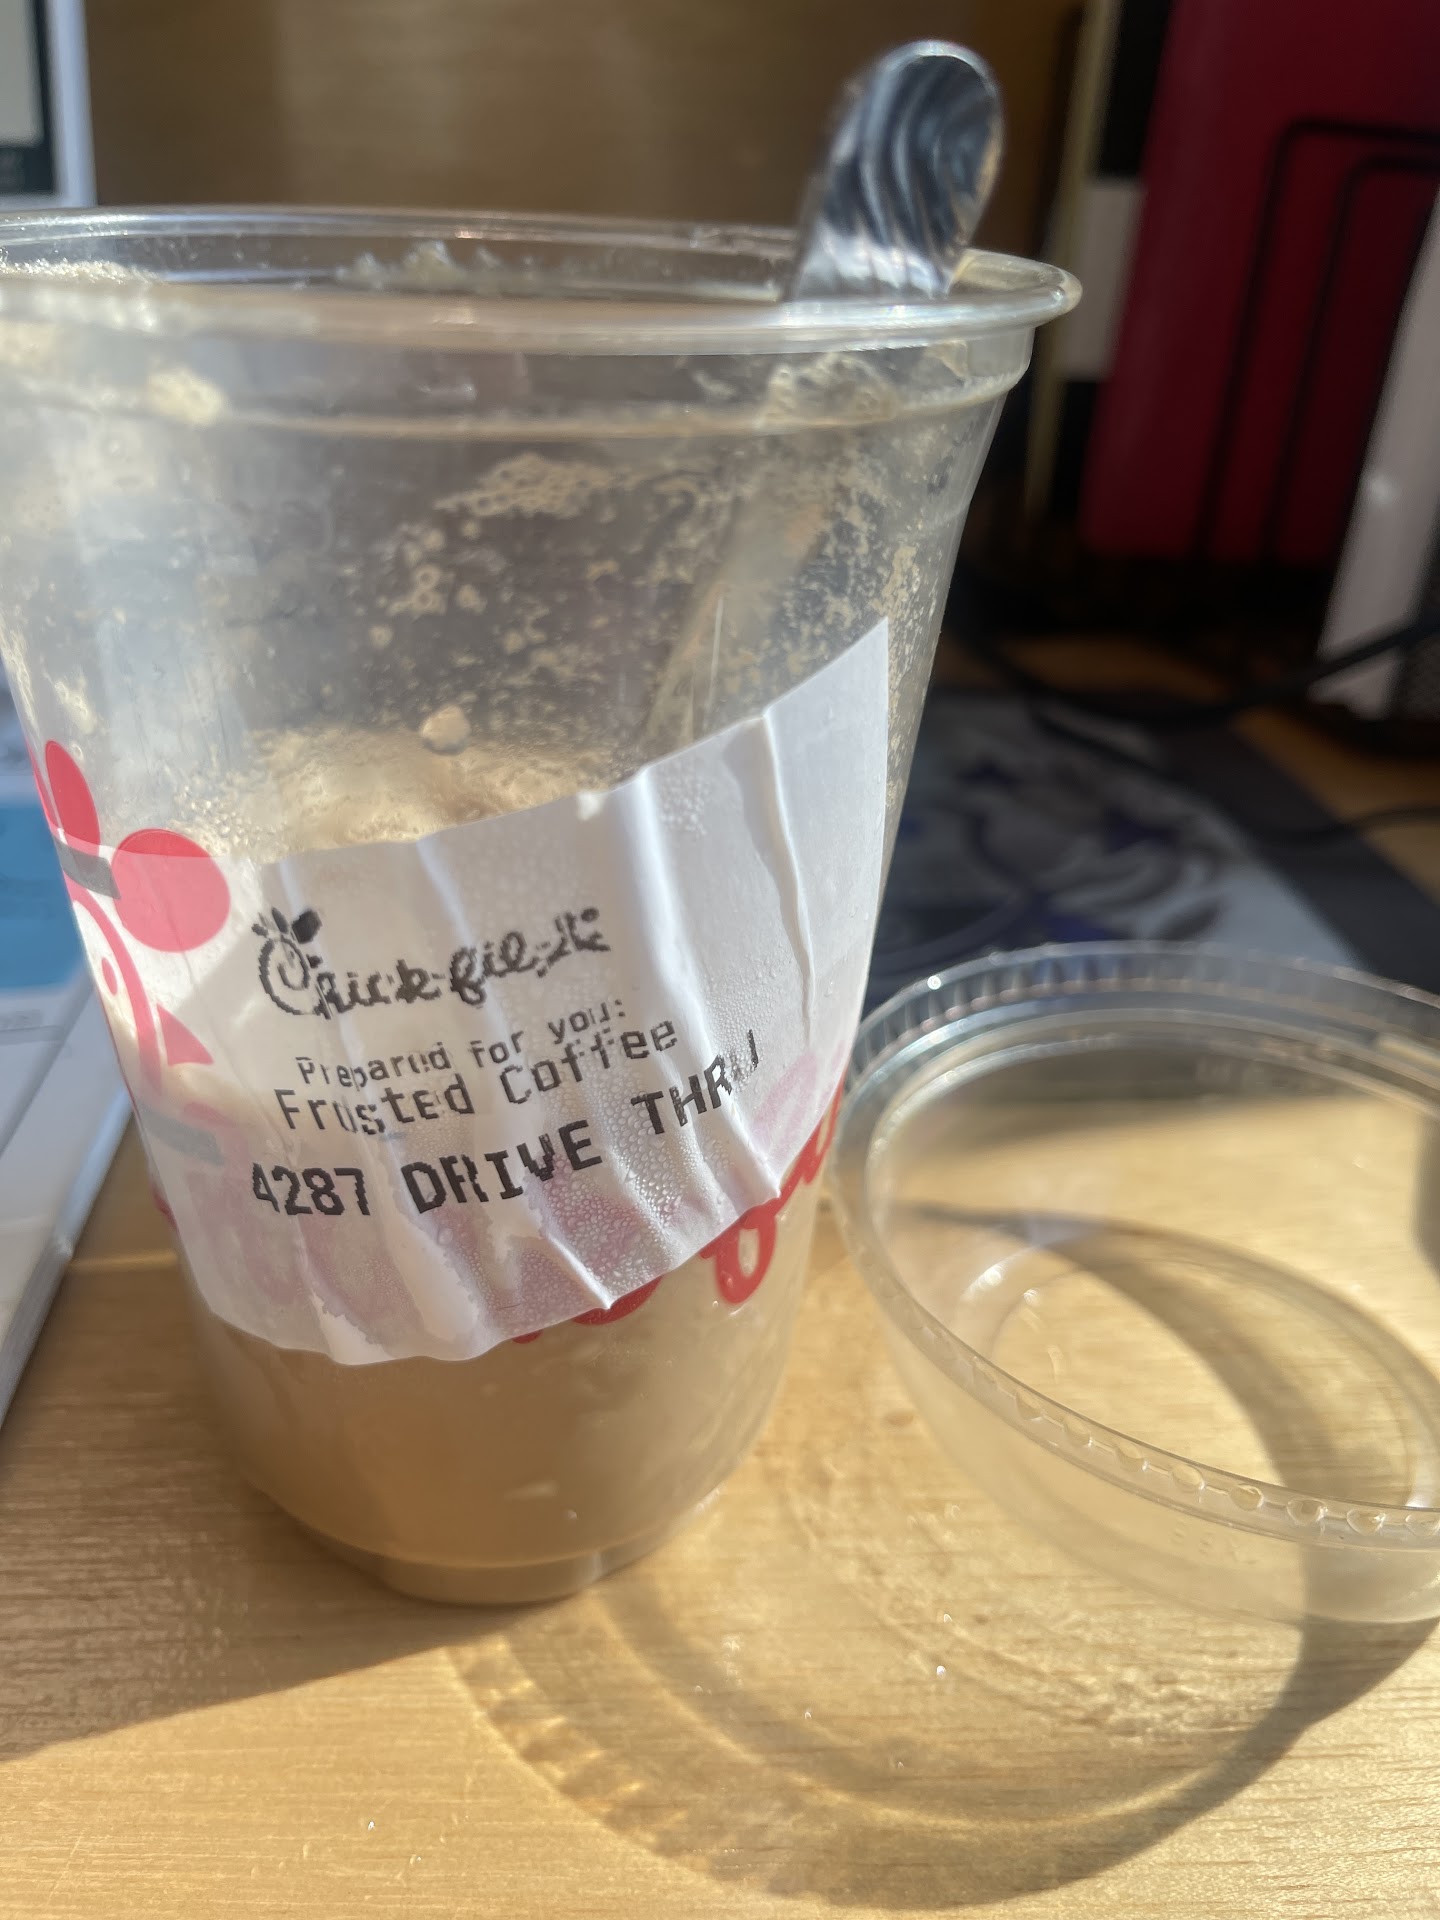 Chick-fil-A
Prepared for you:
Frosted Coffee
4287 DRIVE THRU